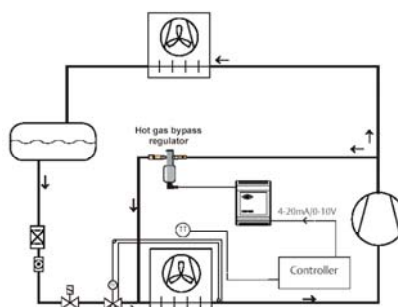 Hot gas bypass
regulator
4-20mA/0-10V
Controller